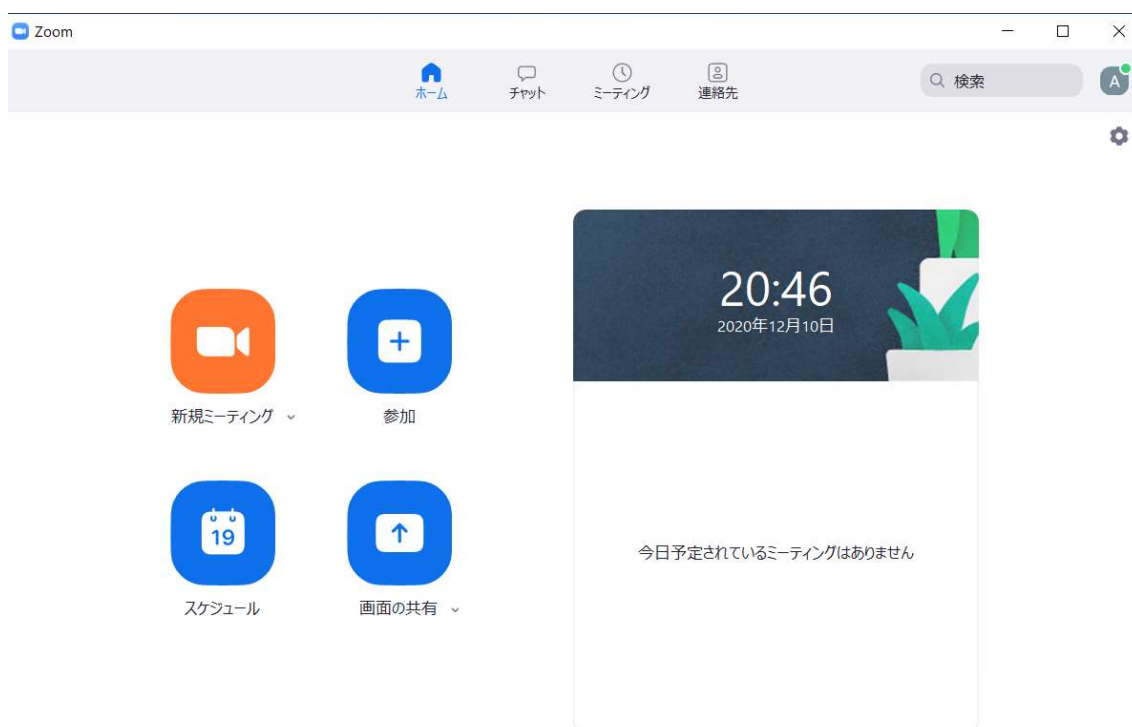 Zoom
ホーム
チャット
ミーティング
連絡先
検索
A
20:46
2020年12月10日
新規ミーティング
参加
19
スケジュール
画面の共有
今日予定されているミーティングはありません